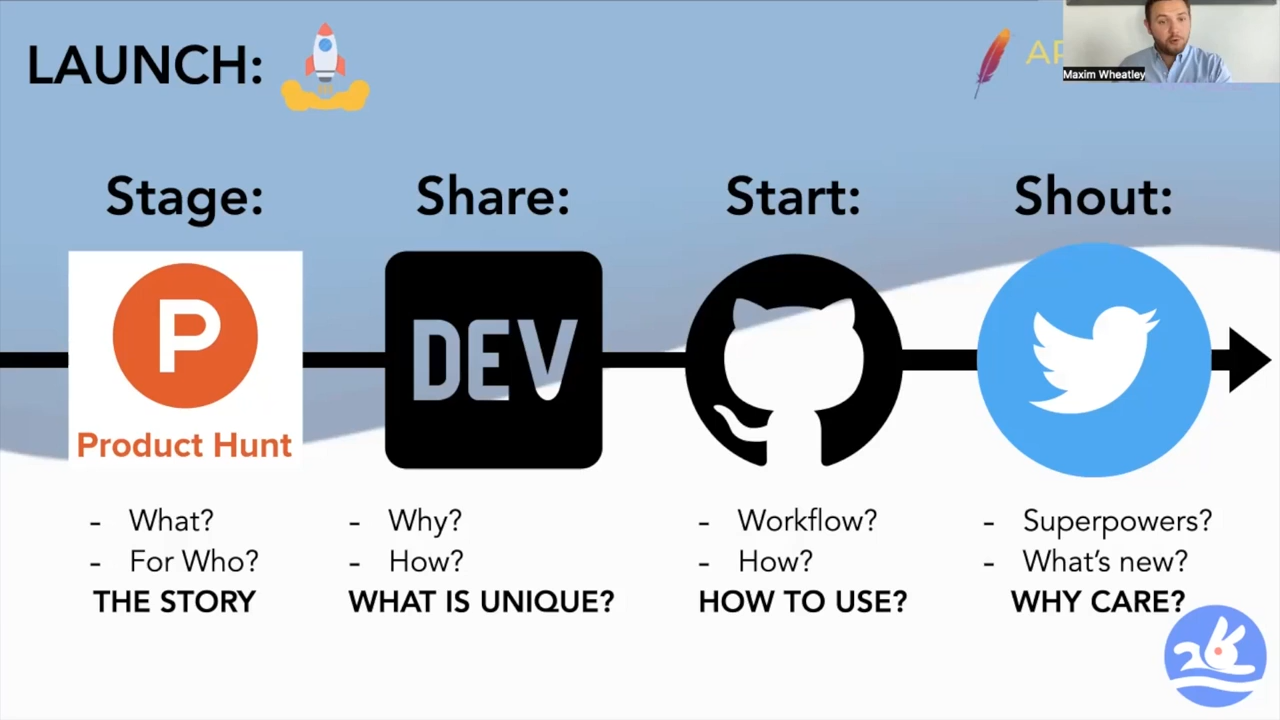 LAUNCH:
AP
Maxim Wheatley
Stage:
Share:
Start:
Shout:
P
Product Hunt
DEV
- What?
- For Who?
THE STORY
- Why?
- How?
WHAT IS UNIQUE?
- Workflow?
- How?
HOW TO USE?
- Superpowers?
- What's new?
WHY CARE?